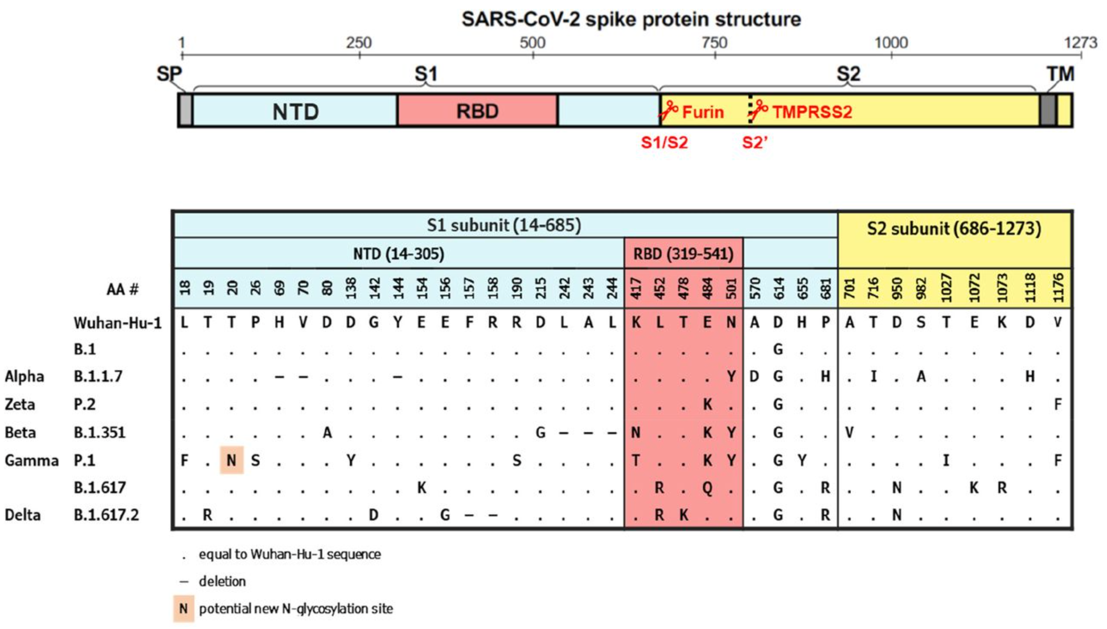 SARS-CoV-2 spike protein structure
1 250 500 750 1000 1273
SP S1 S2 TM
NTD RBD Furin TMPRSS2
S1/S2 S2’
S1 subunit (14-685) S2 subunit (686-1273)
NTD (14-305) RBD (319-541)
AA # 18 19 20 26 69 70 80 138 142 144 154 156 157 158 190 215 242 243 244 417 452 478 484 501 570 614 655 681 701 716 950 982 1027 1072 1073 1118 1176
Wuhan-Hu-1 L T T P H V D D G Y E E F R R D L A L K L T E N A D H P A T D S T E K D V
B.1 . . . . . . . . . . . . . . . . . . . . . . . . . G . . . . . . . . . . .
Alpha B.1.1.7 . . . . – – . . . – . . . . . . . . . . . . . Y D G . H . I . A . . . H .
Zeta P.2 . . . . . . . . . . . . . . . . . . . . . . K . . G . . . . . . . . . . F
Beta B.1.351 . . . . . . A . . . . . . . . G – – – N . . K Y . G . . V . . . . . . . .
Gamma P.1 F . N S . . . Y . . . . . . S . . . . T . . K Y . G Y . . . . . I . . . F
B.1.617 . . . . . . . . . . K . . . . . . . . . R . Q . . G . R . . N . . K R . .
Delta B.1.617.2 . R . . . . . . D . . G – – . . . . . . R K . . . G . R . . N . . . . . .
. equal to Wuhan-Hu-1 sequence
– deletion
N potential new N-glycosylation site